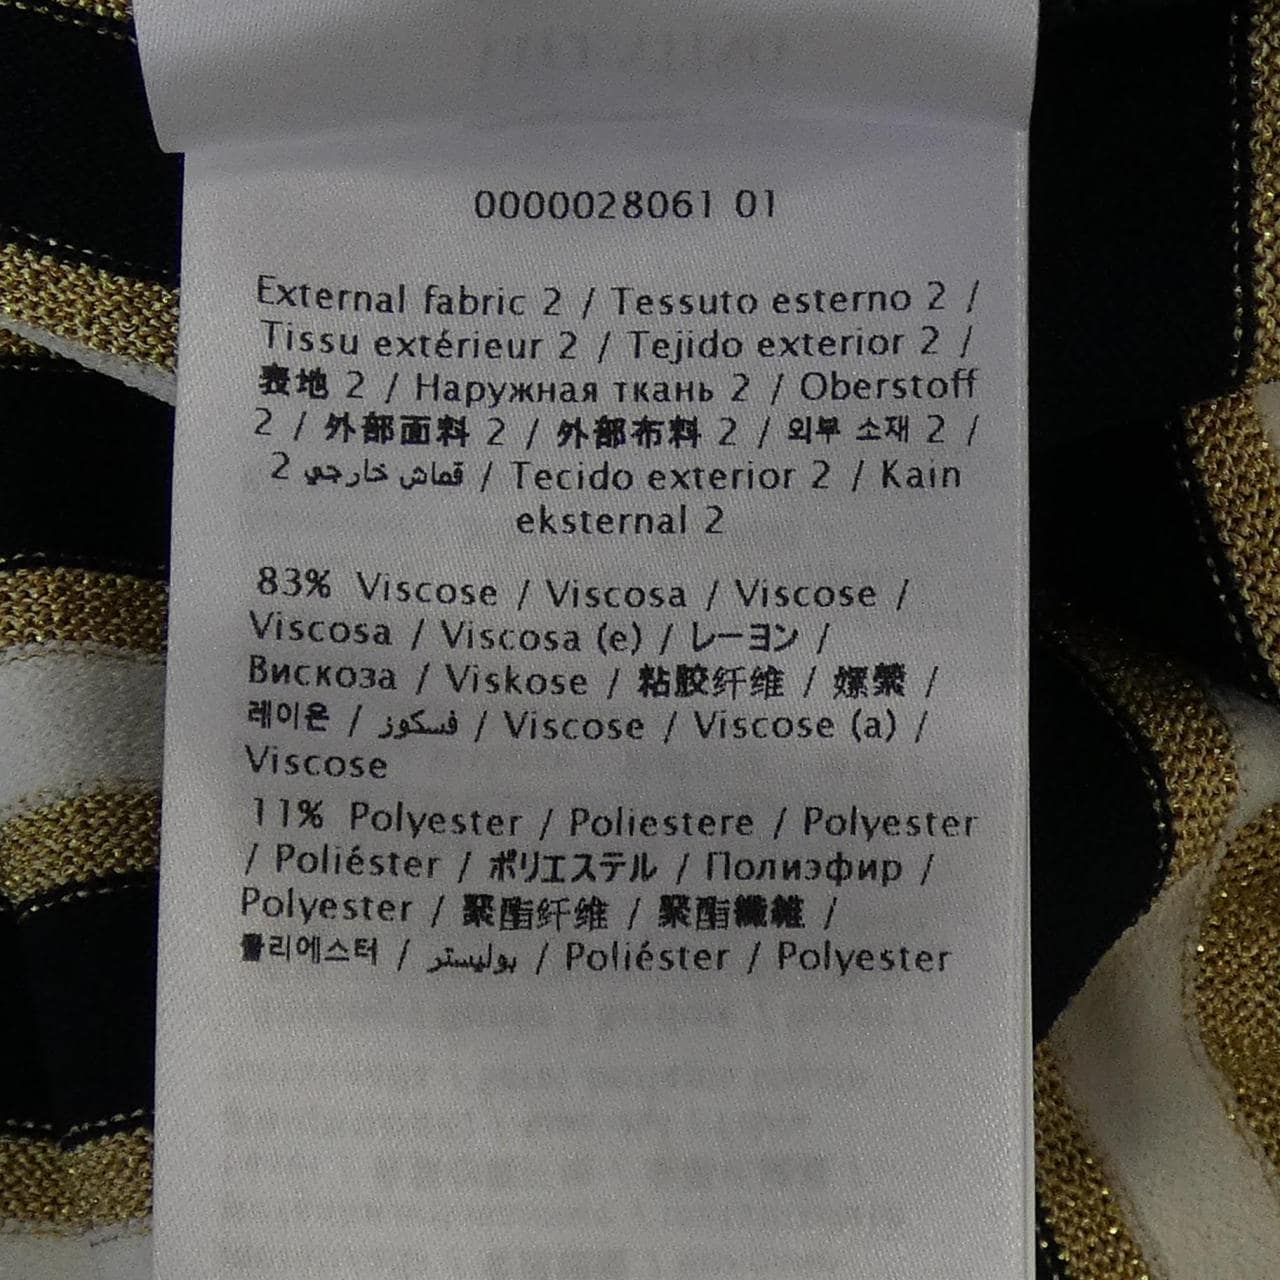 0000028061 01
External fabric 2 / Tessuto esterno 2 /
Tissu extérieur 2 / Tejido exterior 2 /
表地 2 / Наружная ткань 2 / Oberstoff
2 / 外部面料 2 / 外部布料 2 / 외부 소재 2 /
قماش خارجي 2 / Tecido exterior 2 / Kain
eksternal 2
83% Viscose / Viscosa / Viscose /
Viscosa / Viscosa (e) / レーヨン /
Вискоза / Viskose / 粘胶纤维 / 嫘縈 /
레이온 / فسكوز / Viscose / Viscose (a) /
Viscose
11% Polyester / Poliestere / Polyester
/ Poliéster / ポリエステル / Полиэфир /
Polyester / 聚酯纤维 / 聚酯纖維 /
폴리에스터 / بوليستر / Poliéster / Polyester